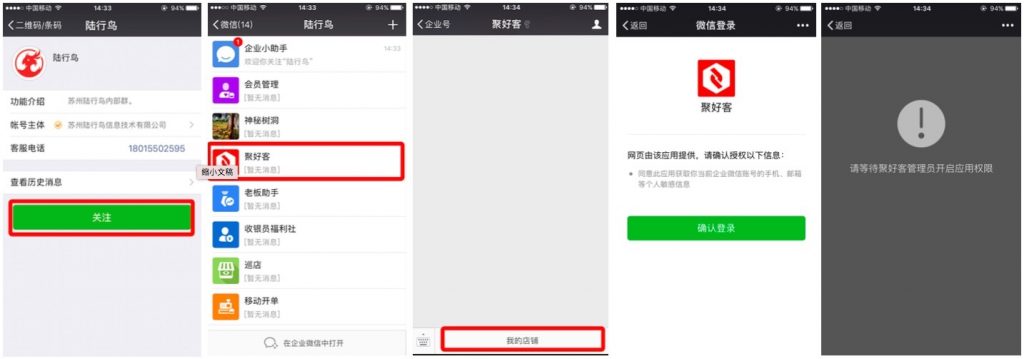 中国移动 14:33 94%
二维码/条码 陆行鸟
陆行鸟
功能介绍 苏州陆行鸟内部群。
帐号主体 苏州陆行鸟信息技术有限公司
客服电话 18015502595
查看历史消息
关注
中国移动 14:33 94%
微信(14) 陆行鸟
1
企业小助手 14:33
欢迎你关注“陆行鸟”
会员管理
[暂无消息]
神秘树洞
[暂无消息]
聚好客
[暂无消息]
缩小文稿
老板助手
[暂无消息]
收银员福利社
[暂无消息]
巡店
[暂无消息]
移动开单
[暂无消息]
在企业微信中打开
中国移动 14:34 94%
企业号 聚好客
我的店铺
中国移动 14:34 94%
返回 微信登录
聚好客
网页由该应用提供，请确认授权以下信息：
同意此应用获取你当前企业微信账号的手机、邮箱
等个人敏感信息
确认登录
中国移动 14:34 94%
返回
请等待聚好客管理员开启应用权限